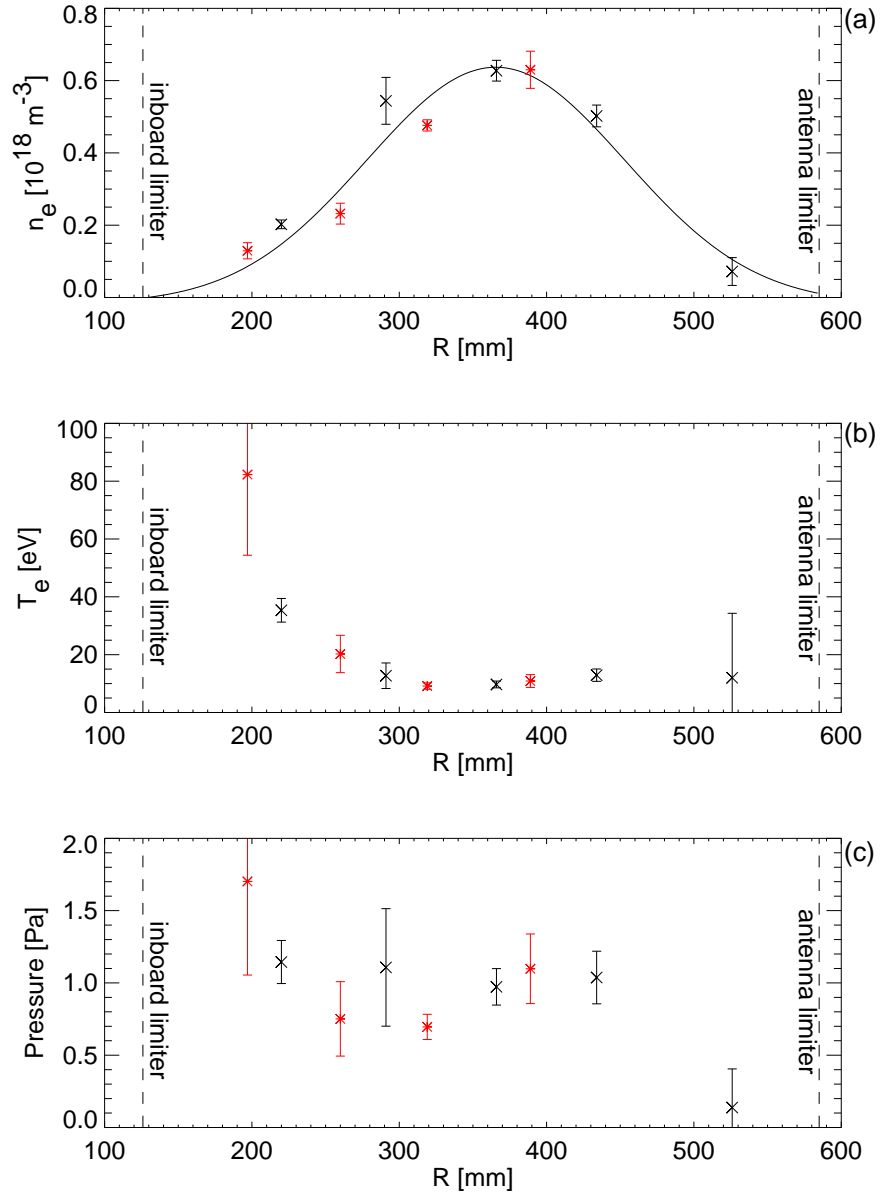 (a)
0.8
0.6
0.4
0.2
0.0
n_e [10^18 m^-3]
inboard limiter
antenna limiter
100 200 300 400 500 600
R [mm]
(b)
100
80
60
40
20
0
T_e [eV]
inboard limiter
antenna limiter
100 200 300 400 500 600
R [mm]
(c)
2.0
1.5
1.0
0.5
0.0
Pressure [Pa]
inboard limiter
antenna limiter
100 200 300 400 500 600
R [mm]